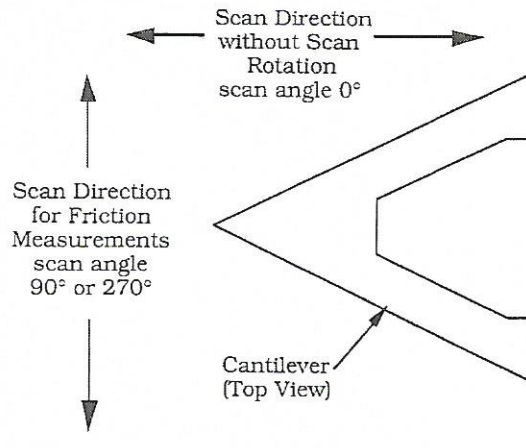 Scan Direction
without Scan
Rotation
scan angle 0°
Scan Direction
for Friction
Measurements
scan angle
90° or 270°
Cantilever
(Top View)